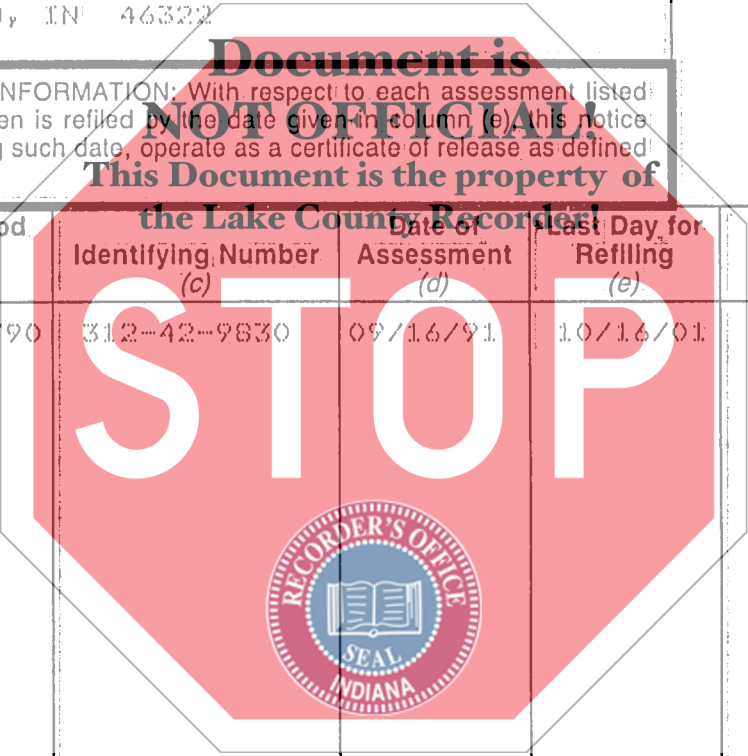 , IN 46322
Document is
NFORMATION: With respect to each assessment listed
NOT OFFICIAL!
en is refiled by the date given in column (e), this notice
such date, operate as a certificate of release as defined
This Document is the property of
the Lake County Recorder!
od
Identifying Number
(c)
Date of
Assessment
(d)
Last Day for
Refiling
(e)
/90 312-42-9830 09/16/91 10/16/01
STOP
RECORDER'S OFFICE
SEAL
INDIANA